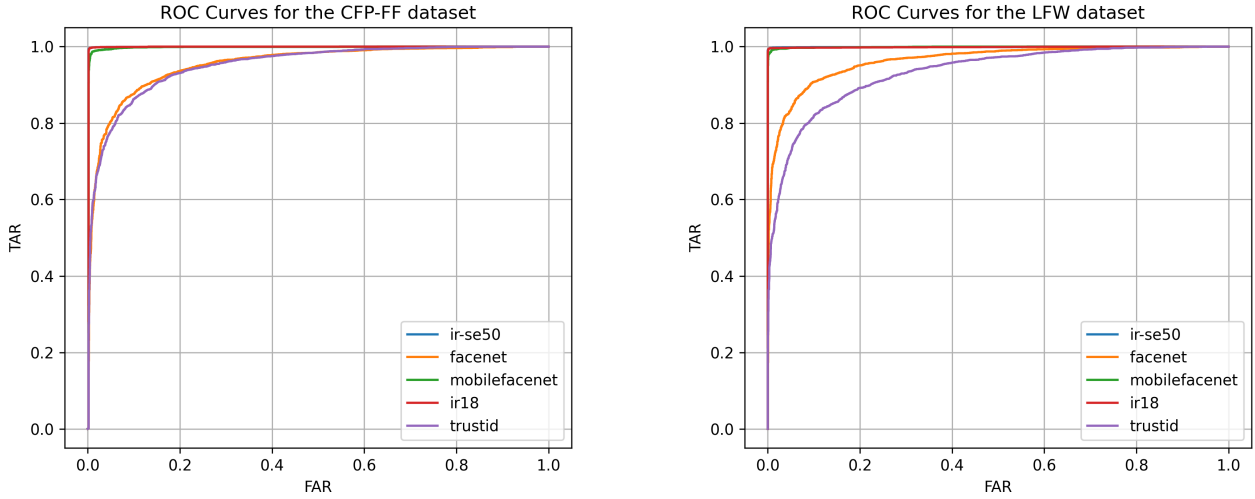 ROC Curves for the CFP-FF dataset
1.0
0.8
0.6
0.4
0.2
0.0
TAR
0.0 0.2 0.4 0.6 0.8 1.0
FAR
ir-se50
facenet
mobilefacenet
ir18
trustid
ROC Curves for the LFW dataset
1.0
0.8
0.6
0.4
0.2
0.0
TAR
0.0 0.2 0.4 0.6 0.8 1.0
FAR
ir-se50
facenet
mobilefacenet
ir18
trustid